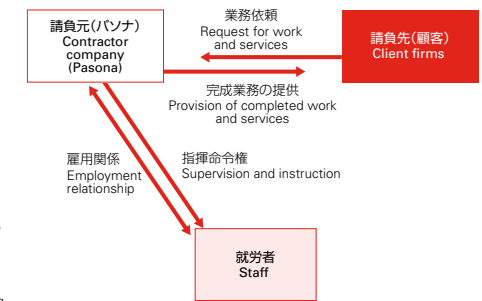 業務依頼
Request for work
and services
請負元（パソナ）
Contractor
company
(Pasona)
請負先（顧客）
Client firms
完成業務の提供
Provision of completed work
and services
雇用関係
Employment
relationship
指揮命令権
Supervision and instruction
就労者
Staff